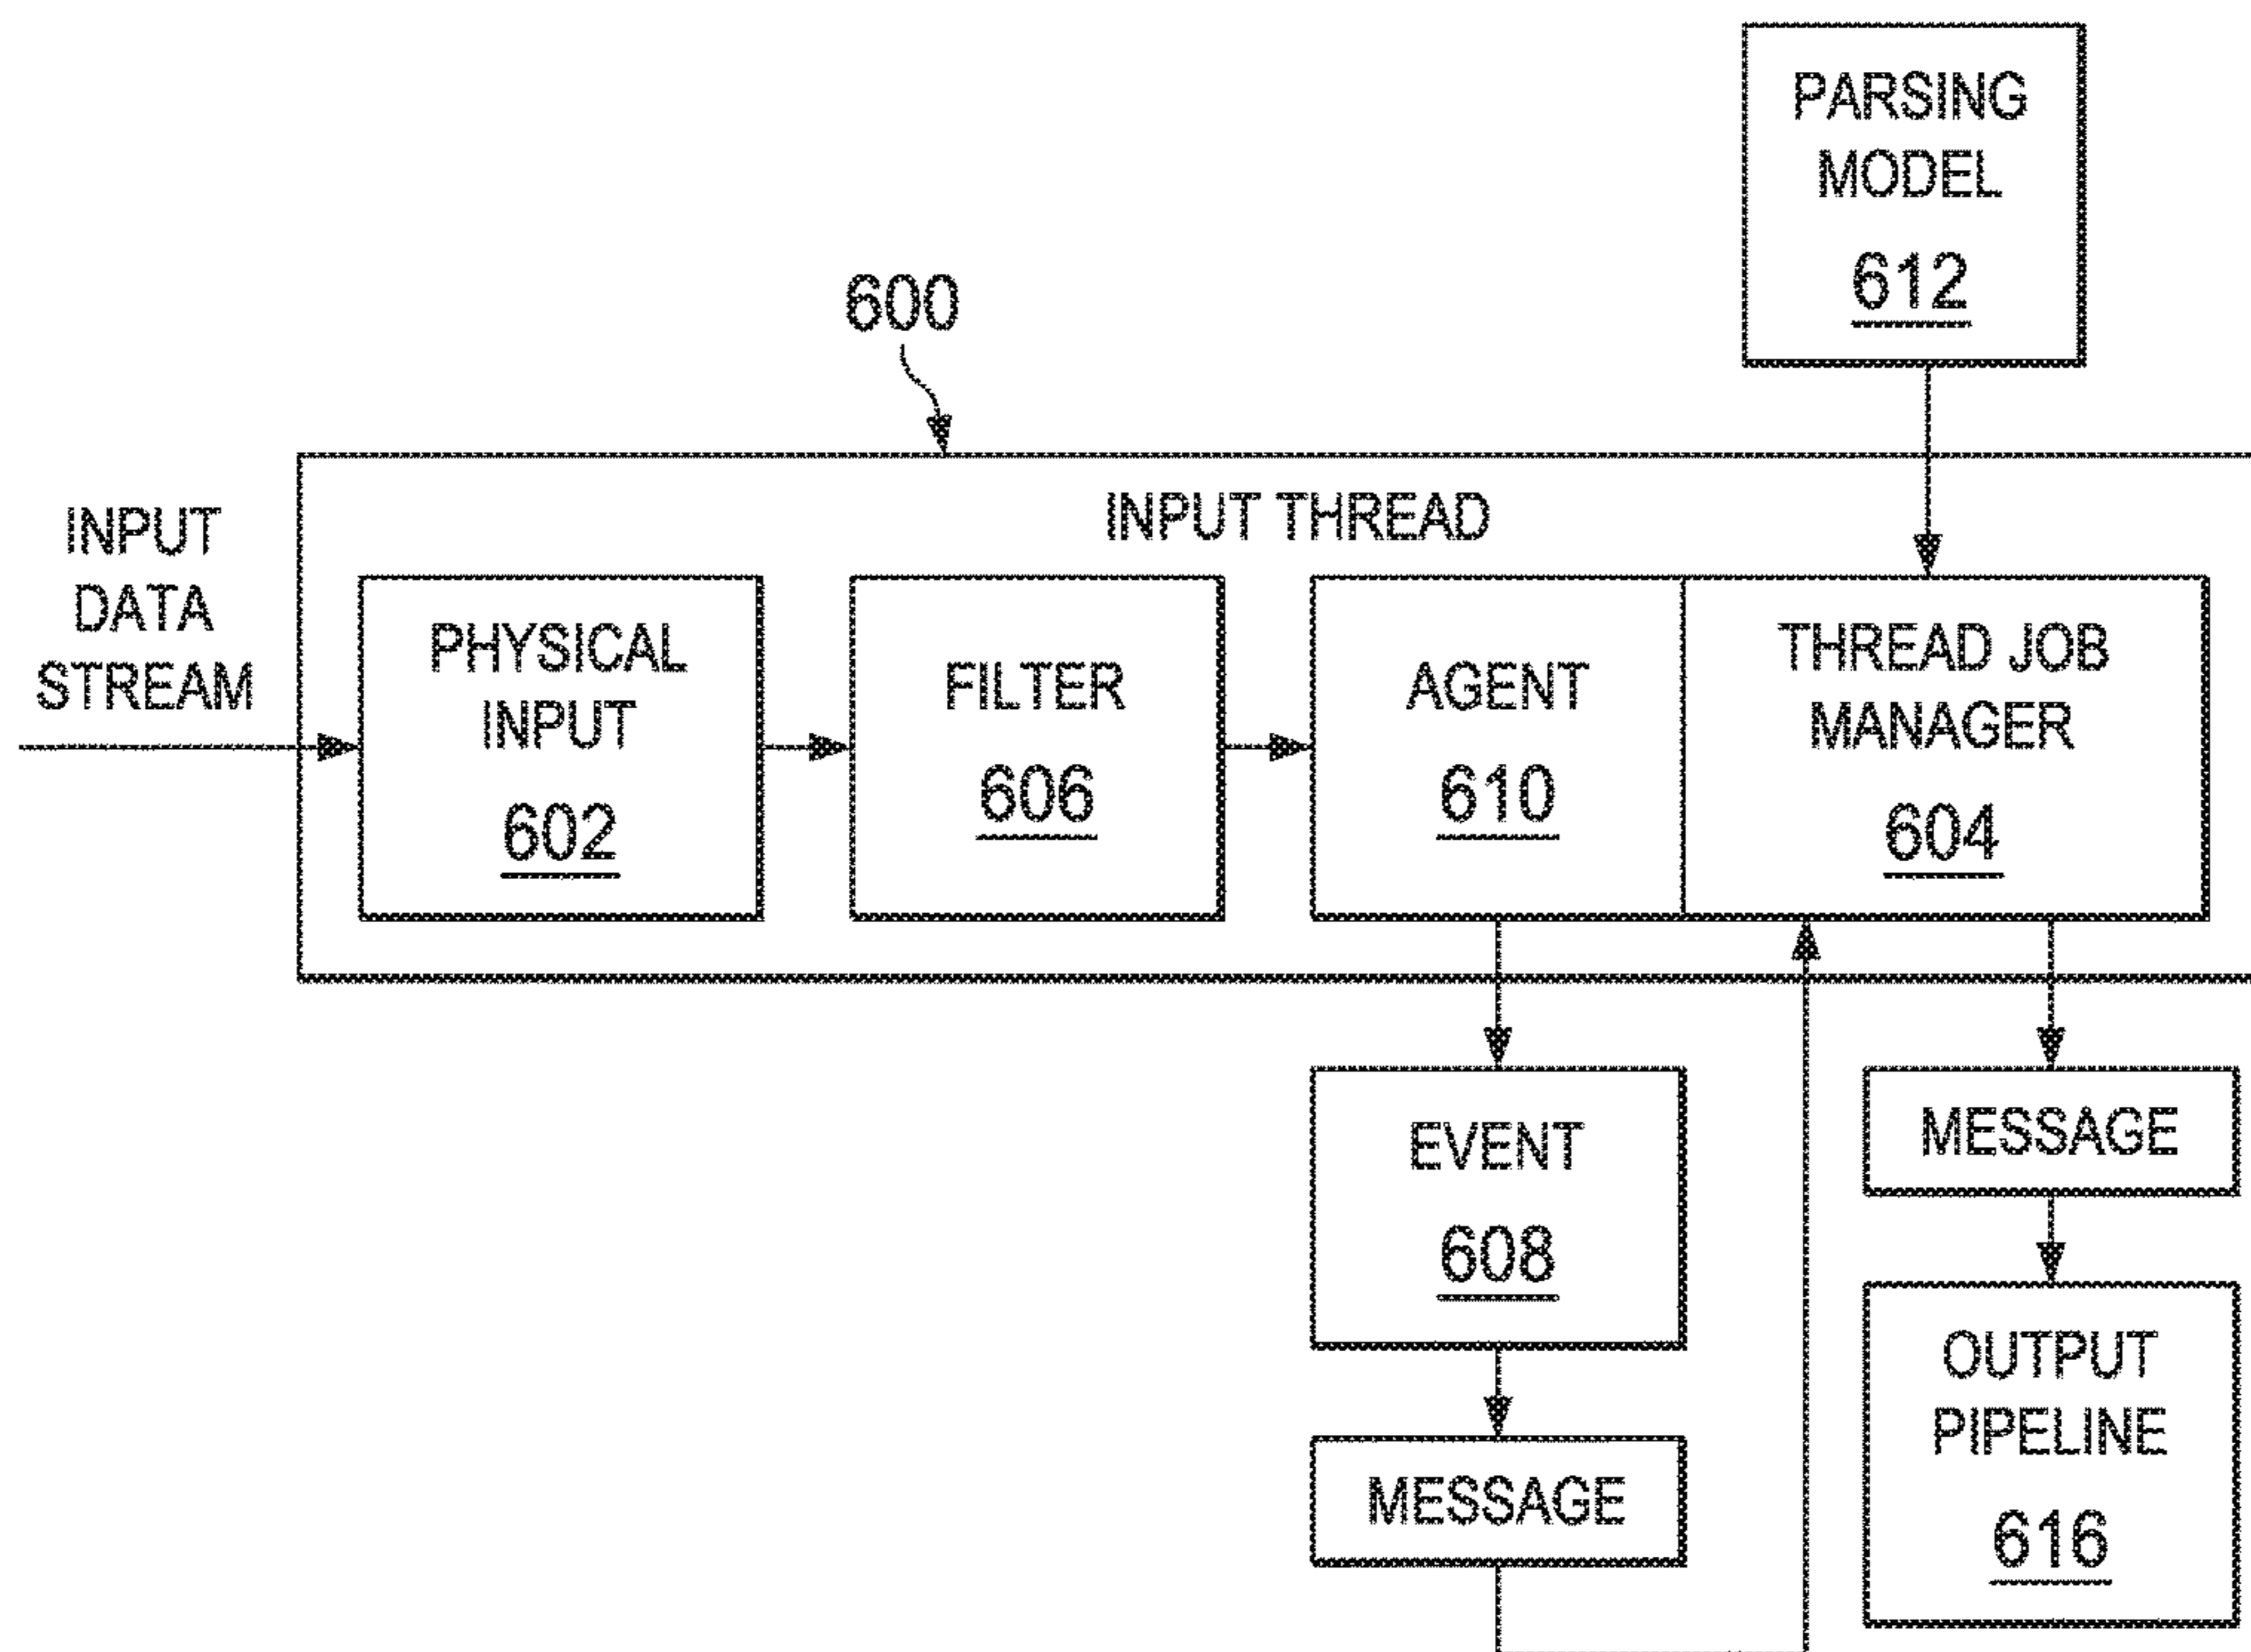 PARSING
MODEL
612
600
INPUT THREAD
INPUT
DATA
STREAM
PHYSICAL
INPUT
602
FILTER
606
AGENT
610
THREAD JOB
MANAGER
604
EVENT
608
MESSAGE
MESSAGE
OUTPUT
PIPELINE
616